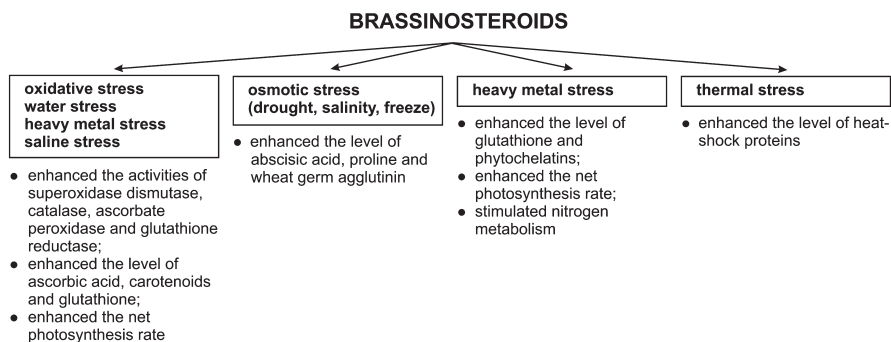 BRASSINOSTEROIDS
oxidative stress
water stress
heavy metal stress
saline stress
● enhanced the activities of
superoxidase dismutase,
catalase, ascorbate
peroxidase and glutathione
reductase;
● enhanced the level of
ascorbic acid, carotenoids
and glutathione;
● enhanced the net
photosynthesis rate
osmotic stress
(drought, salinity, freeze)
● enhanced the level of
abscisic acid, proline and
wheat germ agglutinin
heavy metal stress
● enhanced the level of
glutathione and
phytochelatins;
● enhanced the net
photosynthesis rate;
● stimulated nitrogen
metabolism
thermal stress
● enhanced the level of heat-
shock proteins